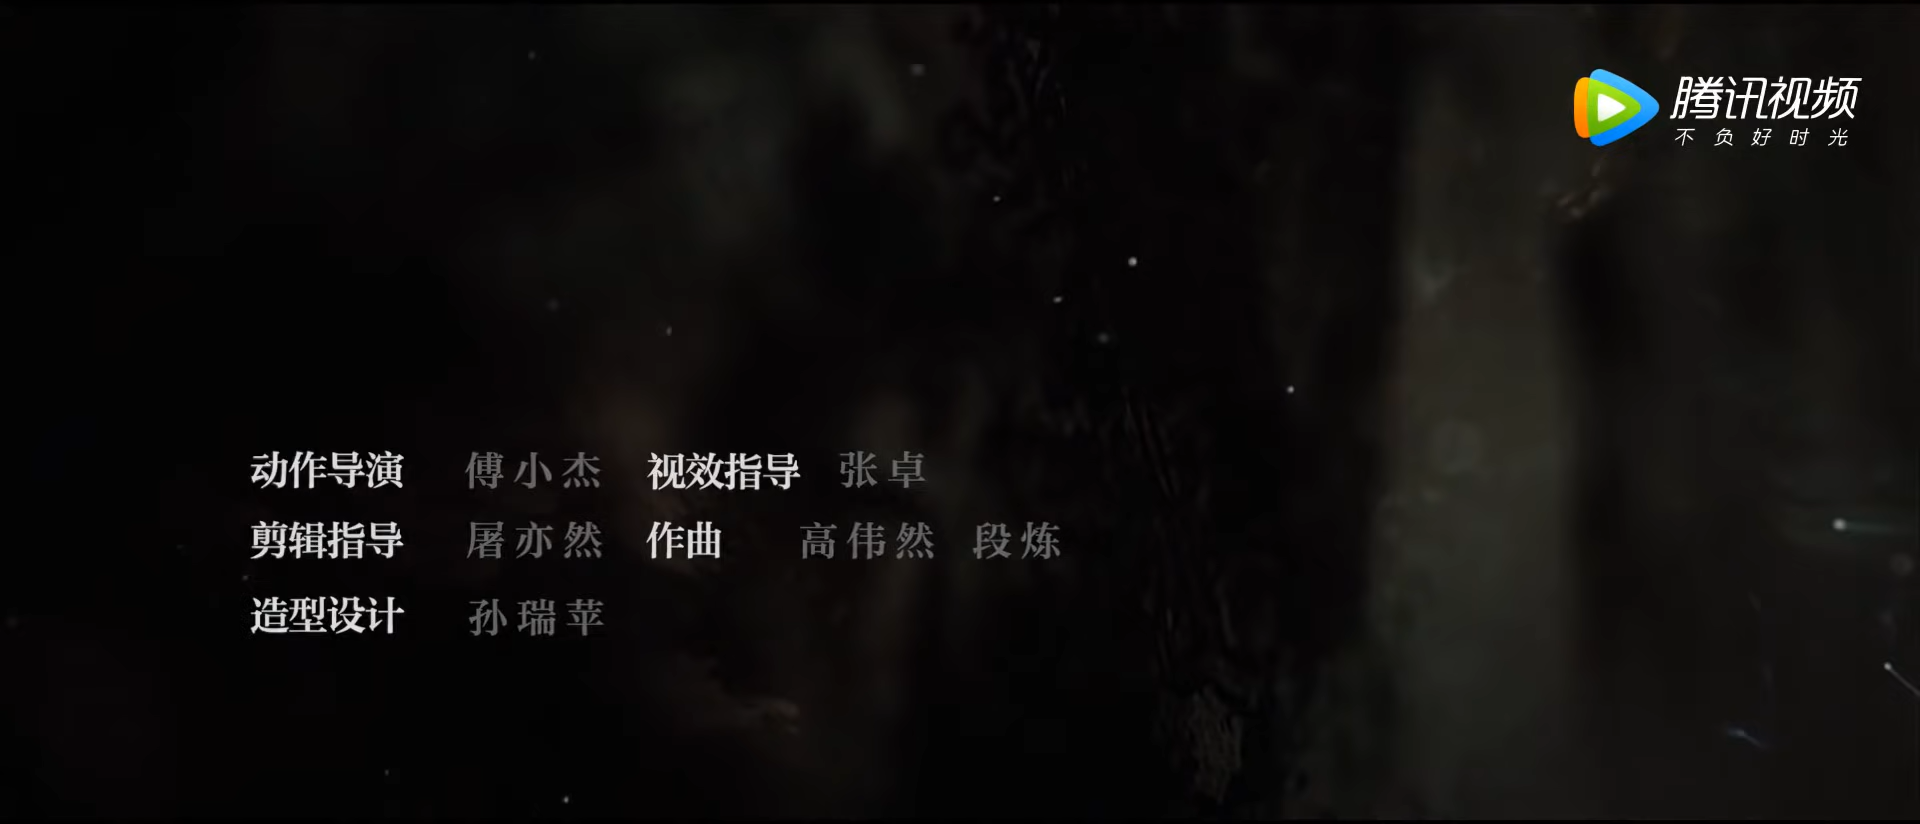 腾讯视频
不负好时光
动作导演 傅小杰 视效指导 张卓
剪辑指导 屠亦然 作曲 高伟然 段炼
造型设计 孙瑞苹